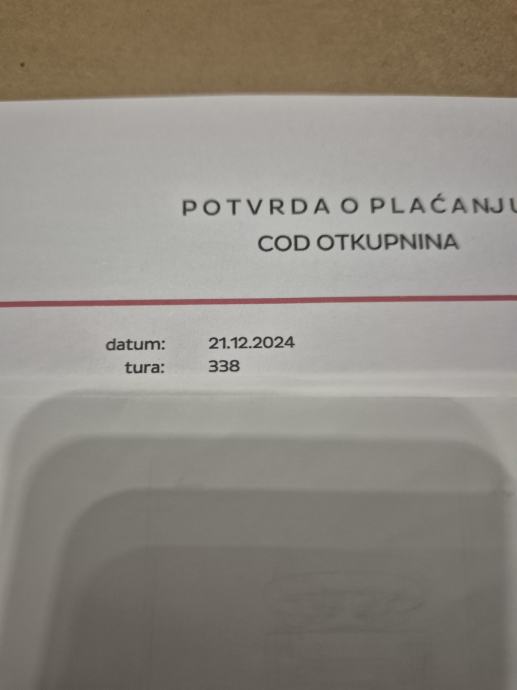 POTVRDA O PLAĆANJU
COD OTKUPNINA
datum: 21.12.2024
tura: 338